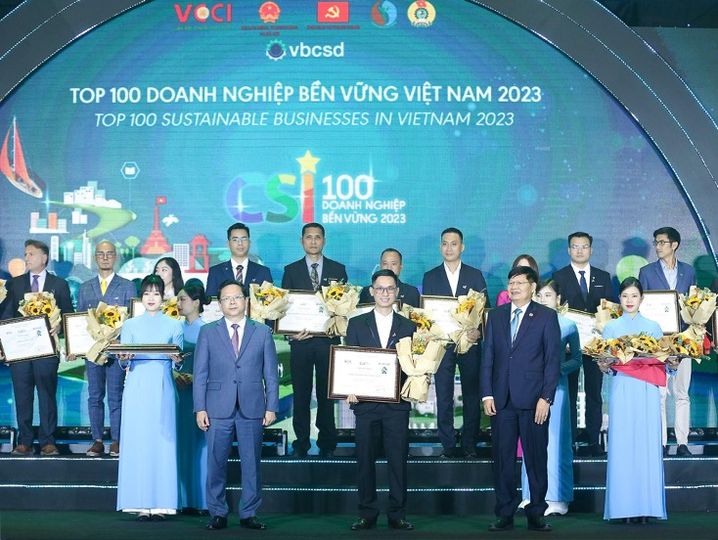 VCCI
vbcsd
TOP 100 DOANH NGHIỆP BỀN VỮNG VIỆT NAM 2023
TOP 100 SUSTAINABLE BUSINESSES IN VIETNAM 2023
CSI 100
DOANH NGHIỆP
BỀN VỮNG 2023